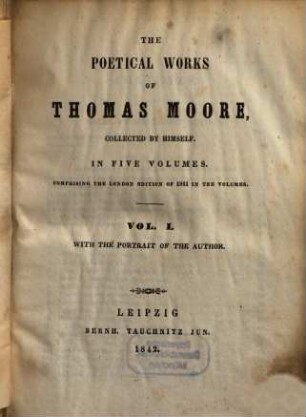 THE
POETICAL WORKS
OF
THOMAS MOORE,
COLLECTED BY HIMSELF.
IN FIVE VOLUMES.
COMPRISING THE LONDON EDITION OF 1841 IN TEN VOLUMES.
VOL. I.
WITH THE PORTRAIT OF THE AUTHOR.
LEIPZIG
BERNH. TAUCHNITZ JUN.
1842.